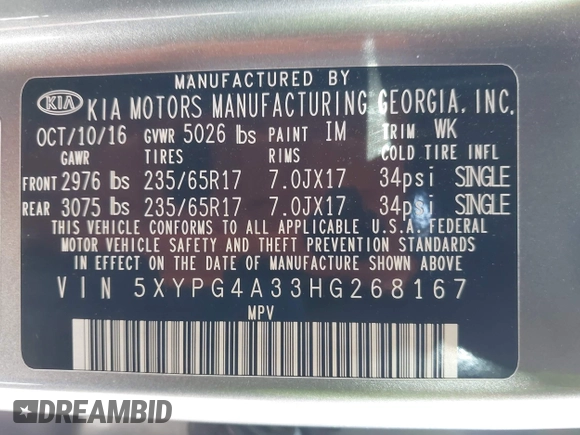 MANUFACTURED BY
KIA KIA MOTORS MANUFACTURING GEORGIA, INC.
OCT/10/16 GVWR 5026 lbs PAINT IM TRIM WK
GAWR TIRES RIMS COLD TIRE INFL
FRONT 2976 lbs 235/65R17 7.0JX17 34psi SINGLE
REAR 3075 lbs 235/65R17 7.0JX17 34psi SINGLE
THIS VEHICLE CONFORMS TO ALL APPLICABLE U.S.A. FEDERAL
MOTOR VEHICLE SAFETY AND THEFT PREVENTION STANDARDS
IN EFFECT ON THE DATE OF MANUFACTURE SHOWN ABOVE.
VIN 5XYPG4A33HG268167
MPV
DREAMBID